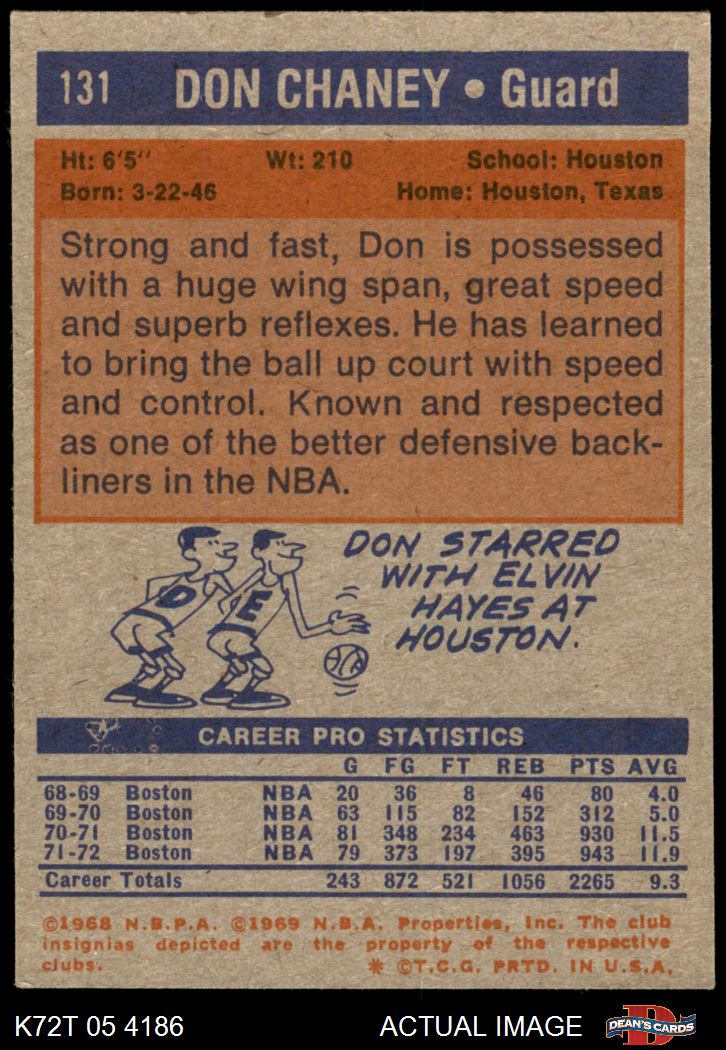 131 DON CHANEY • Guard
Ht: 6'5" Wt: 210 School: Houston
Born: 3-22-46 Home: Houston, Texas
Strong and fast, Don is possessed
with a huge wing span, great speed
and superb reflexes. He has learned
to bring the ball up court with speed
and control. Known and respected
as one of the better defensive back-
liners in the NBA.
DON STARRED
WITH ELVIN
HAYES AT
HOUSTON.
D E
CAREER PRO STATISTICS
G FG FT REB PTS AVG
68-69 Boston NBA 20 36 8 46 80 4.0
69-70 Boston NBA 63 115 82 152 312 5.0
70-71 Boston NBA 81 348 234 463 930 11.5
71-72 Boston NBA 79 373 197 395 943 11.9
Career Totals 243 872 521 1056 2265 9.3
©1968 N.B.P.A. ©1969 N.B.A. Properties, Inc. The club
insignias depicted are the property of the respective
clubs. * ©T.C.G. PRTD. IN U.S.A.
K72T 05 4186 ACTUAL IMAGE D DEAN'S CARDS